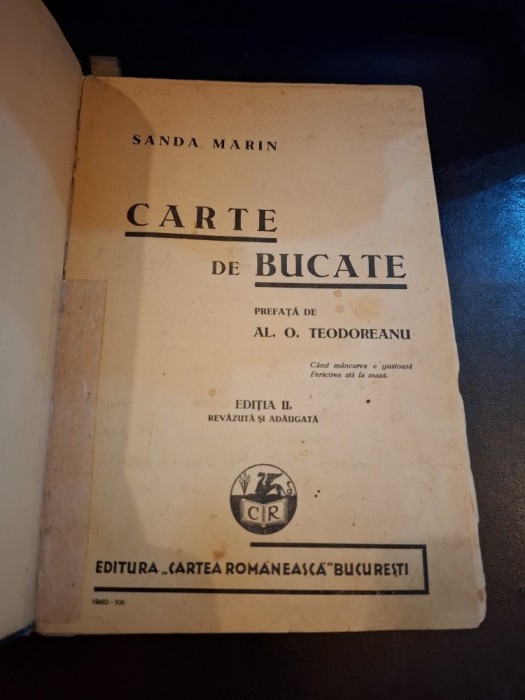 SANDA MARIN
CARTE
DE BUCATE
PREFAȚĂ DE
AL. O. TEODOREANU
Când mâncarea e gustoasă
Fericirea stă la masă.
EDIȚIA II.
REVĂZUTĂ ȘI ADĂUGATĂ
C R
EDITURA „CARTEA ROMÂNEASCĂ" BUCUREȘTI